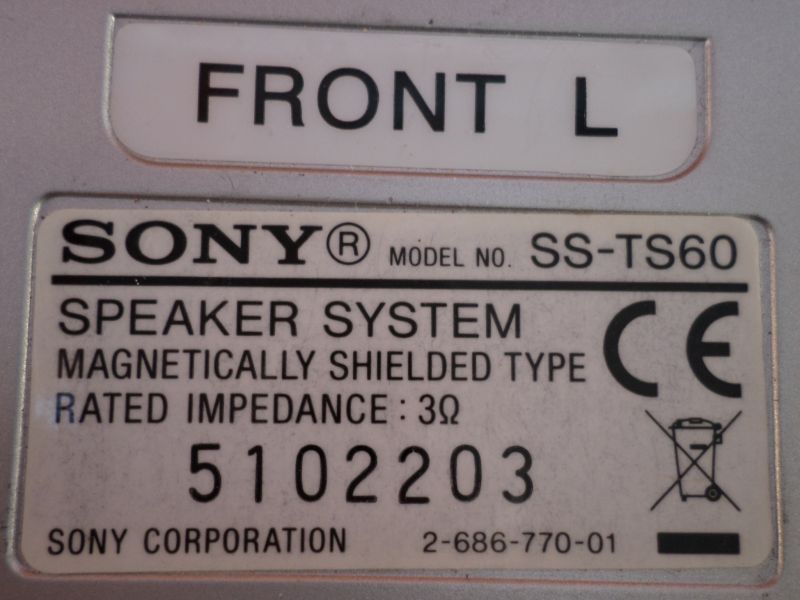 FRONT L
SONY® MODEL NO. SS-TS60
SPEAKER SYSTEM
MAGNETICALLY SHIELDED TYPE
RATED IMPEDANCE : 3Ω
5102203
SONY CORPORATION 2-686-770-01
CE